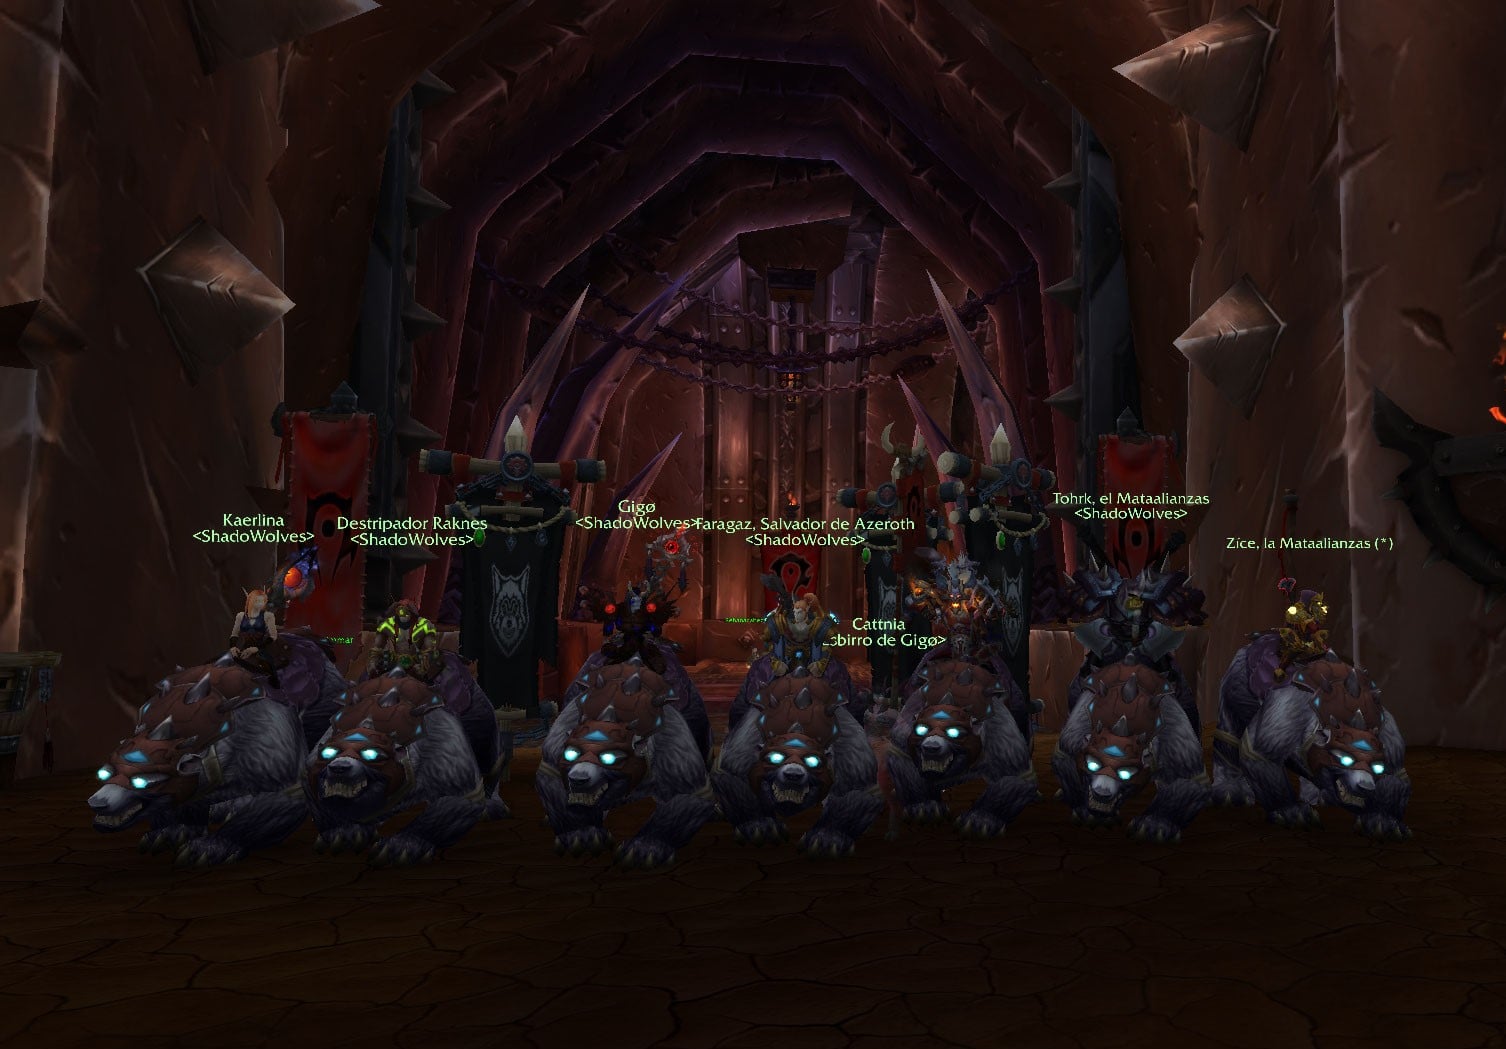 Kaerlina
<ShadoWolves>
Destripador Raknes
<ShadoWolves>
Gigø
<ShadoWolves>
Faragaz, Salvador de Azeroth
<ShadoWolves>
Cattnia
sbirro de Gigø>
Tohrk, el Mataalianzas
<ShadoWolves>
Zíce, la Mataalianzas (*)